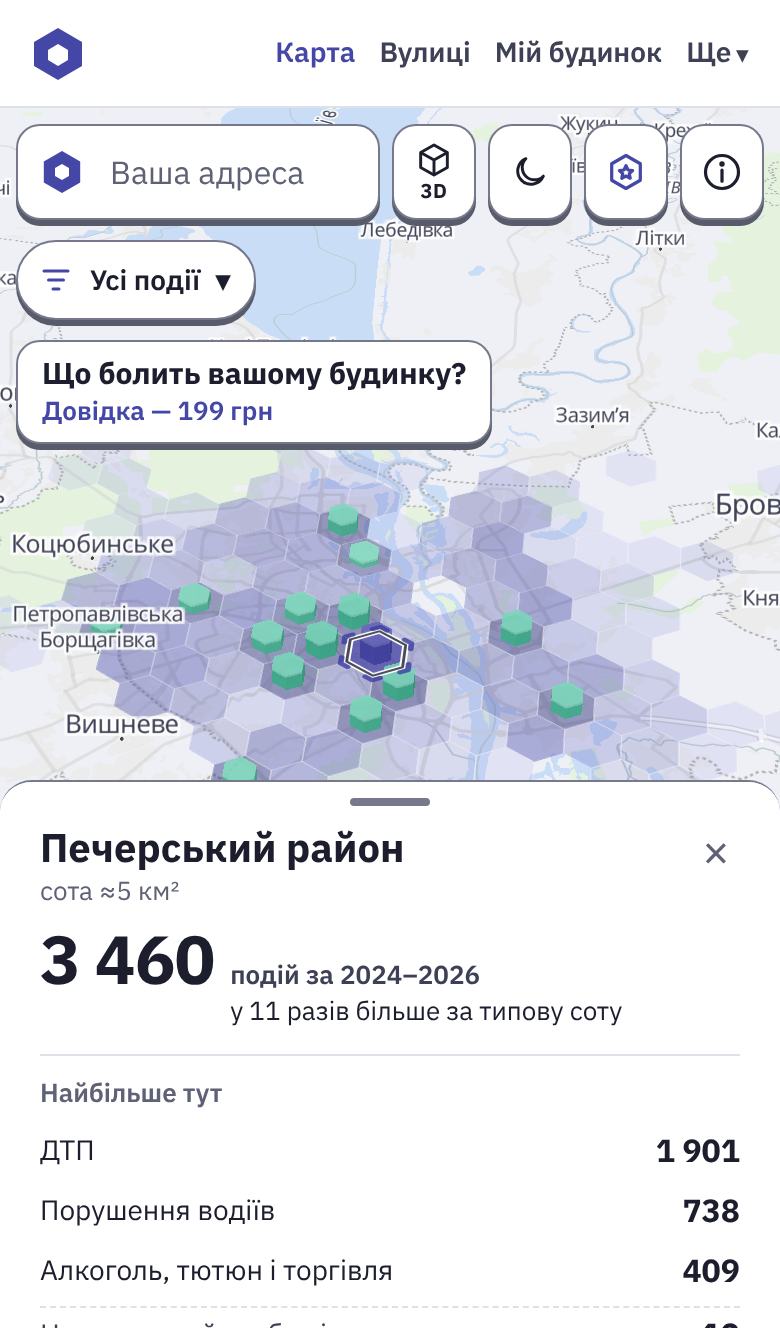 Карта Вулиці Мій будинок Ще ▾
Жукин
Ваша адреса
3D
Лебедівка
Літки
Усі події ▼
Що болить вашому будинку?
Довідка — 199 грн
Зазим’я
Бров
Коцюбинське
Кня
Петропавлівська
Борщагівка
Вишневе
Печерський район
×
сота ≈5 км²
3 460 подій за 2024–2026
у 11 разів більше за типову соту
Найбільше тут
ДТП 1 901
Порушення водіїв 738
Алкоголь, тютюн і торгівля 409